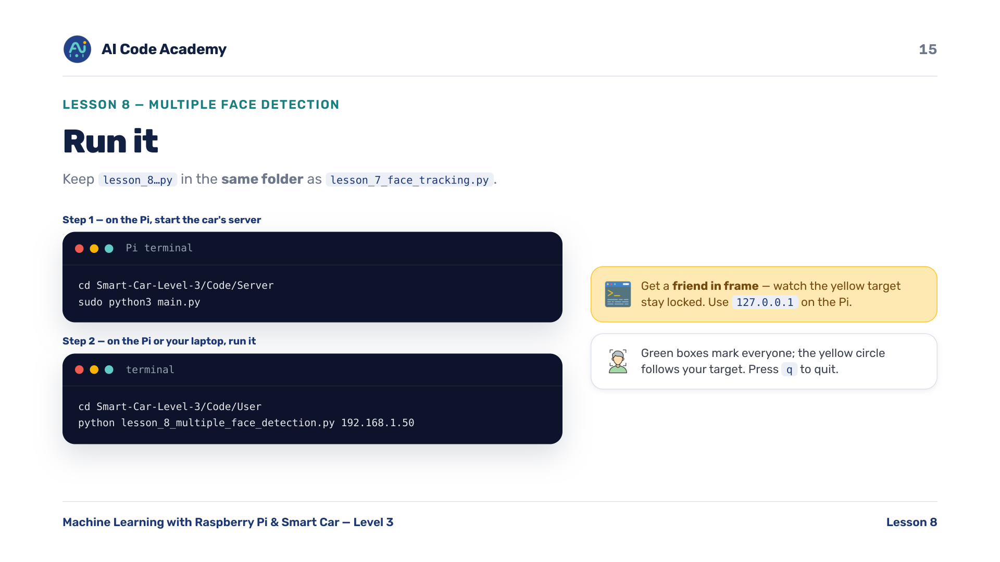 AI Code Academy
15
LESSON 8 — MULTIPLE FACE DETECTION
Run it
Keep lesson_8…py in the same folder as lesson_7_face_tracking.py.
Step 1 — on the Pi, start the car's server
Pi terminal
cd Smart-Car-Level-3/Code/Server
sudo python3 main.py
Step 2 — on the Pi or your laptop, run it
terminal
cd Smart-Car-Level-3/Code/User
python lesson_8_multiple_face_detection.py 192.168.1.50
Get a friend in frame — watch the yellow target
stay locked. Use 127.0.0.1 on the Pi.
Green boxes mark everyone; the yellow circle
follows your target. Press q to quit.
Machine Learning with Raspberry Pi & Smart Car — Level 3
Lesson 8